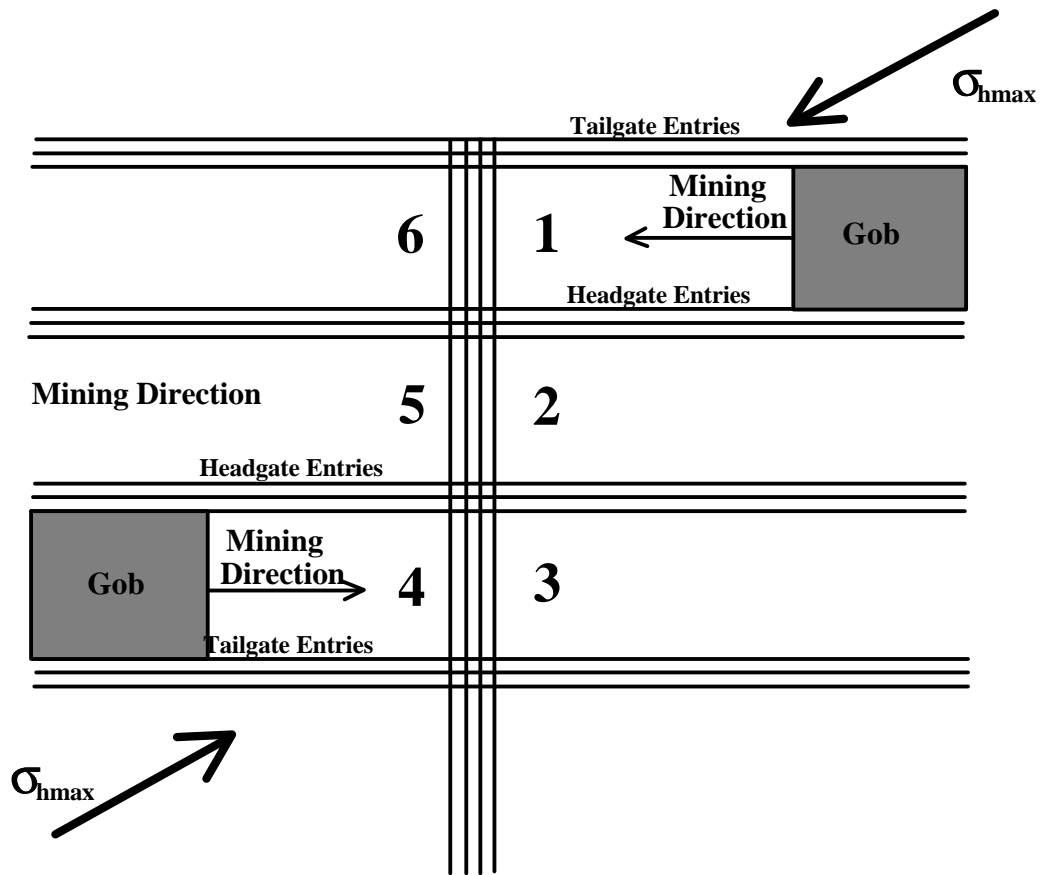 σhmax
Tailgate Entries
Mining
Direction
Gob
6
1
Headgate Entries
Mining Direction
5
2
Headgate Entries
Mining
Direction
Gob
4
3
Tailgate Entries
σhmax